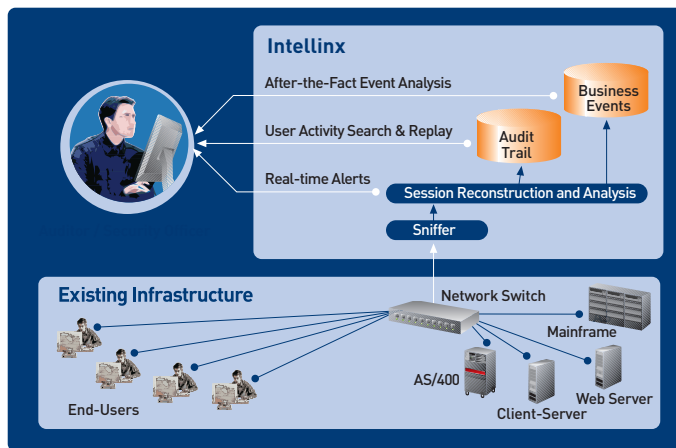 Intellinx
After-the-Fact Event Analysis
Business
Events
User Activity Search & Replay
Audit
Trail
Real-time Alerts
Session Reconstruction and Analysis
Sniffer
Existing Infrastructure
Network Switch
Mainframe
AS/400
Web Server
Client-Server
End-Users